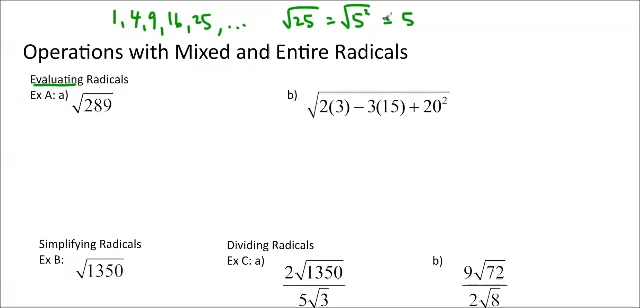 1, 4, 9, 16, 25, ... √25 = √5² = 5
Operations with Mixed and Entire Radicals
Evaluating Radicals
Ex A: a) √289 b) √2(3) − 3(15) + 20²
Simplifying Radicals Dividing Radicals
Ex B: √1350 Ex C: a) 2√1350 / 5√3 b) 9√72 / 2√8